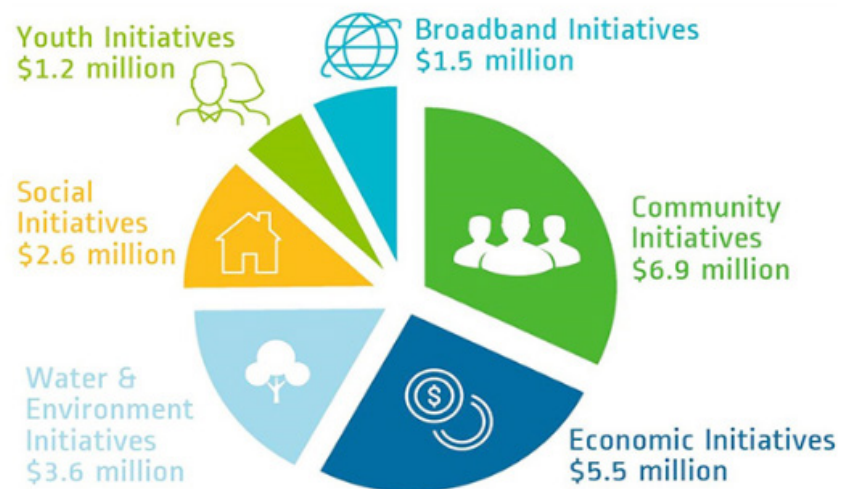 Youth Initiatives
$1.2 million
Broadband Initiatives
$1.5 million
Social
Initiatives
$2.6 million
Community
Initiatives
$6.9 million
Water &
Environment
Initiatives
$3.6 million
$
Economic Initiatives
$5.5 million